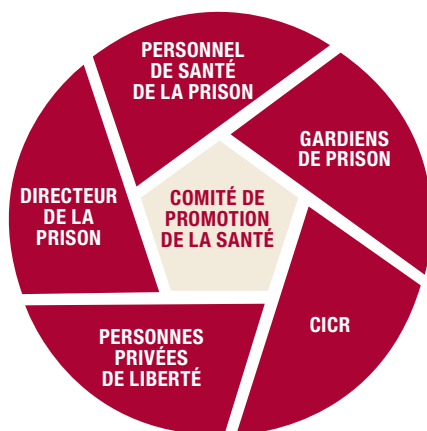 PERSONNEL
DE SANTÉ
DE LA PRISON
GARDIENS
DE PRISON
DIRECTEUR
DE LA
PRISON
COMITÉ DE
PROMOTION
DE LA SANTÉ
CICR
PERSONNES
PRIVÉES
DE LIBERTÉ